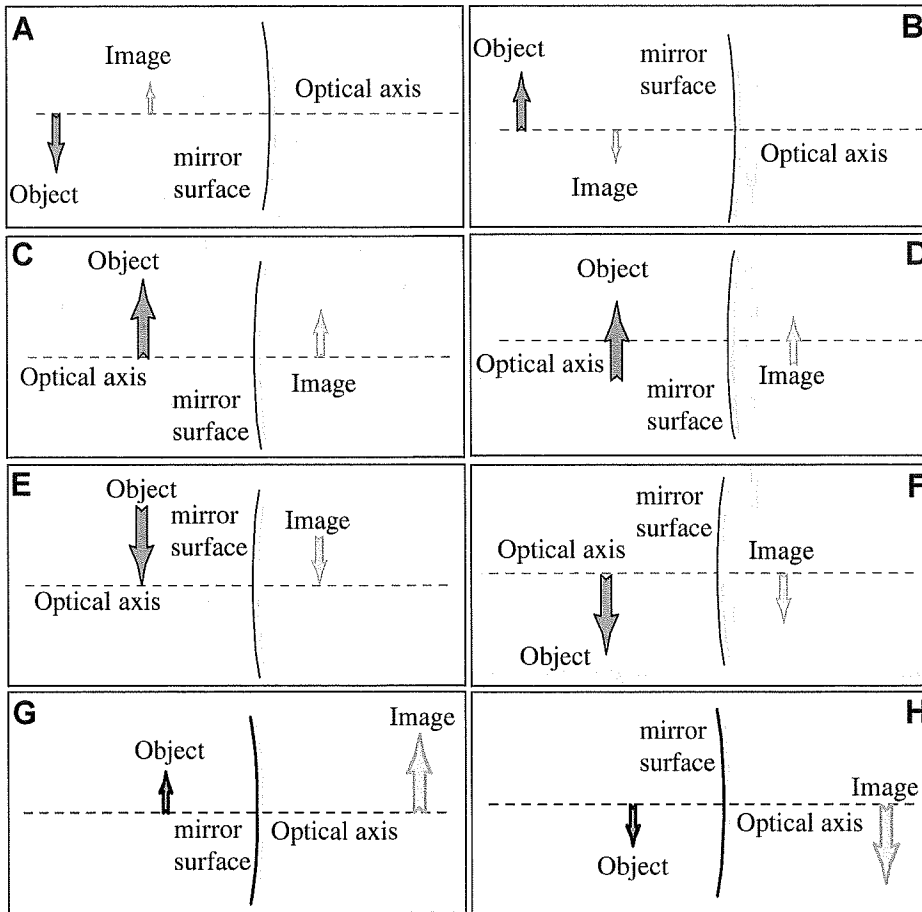 A
Image
Optical axis
mirror
surface
Object
B
Object
mirror
surface
Optical axis
Image
C
Object
Optical axis
Image
mirror
surface
D
Object
Optical axis
Image
mirror
surface
E
Object
mirror
surface
Image
Optical axis
F
mirror
surface
Optical axis
Image
Object
G
Image
Object
Optical axis
mirror
surface
H
mirror
surface
Image
Optical axis
Object